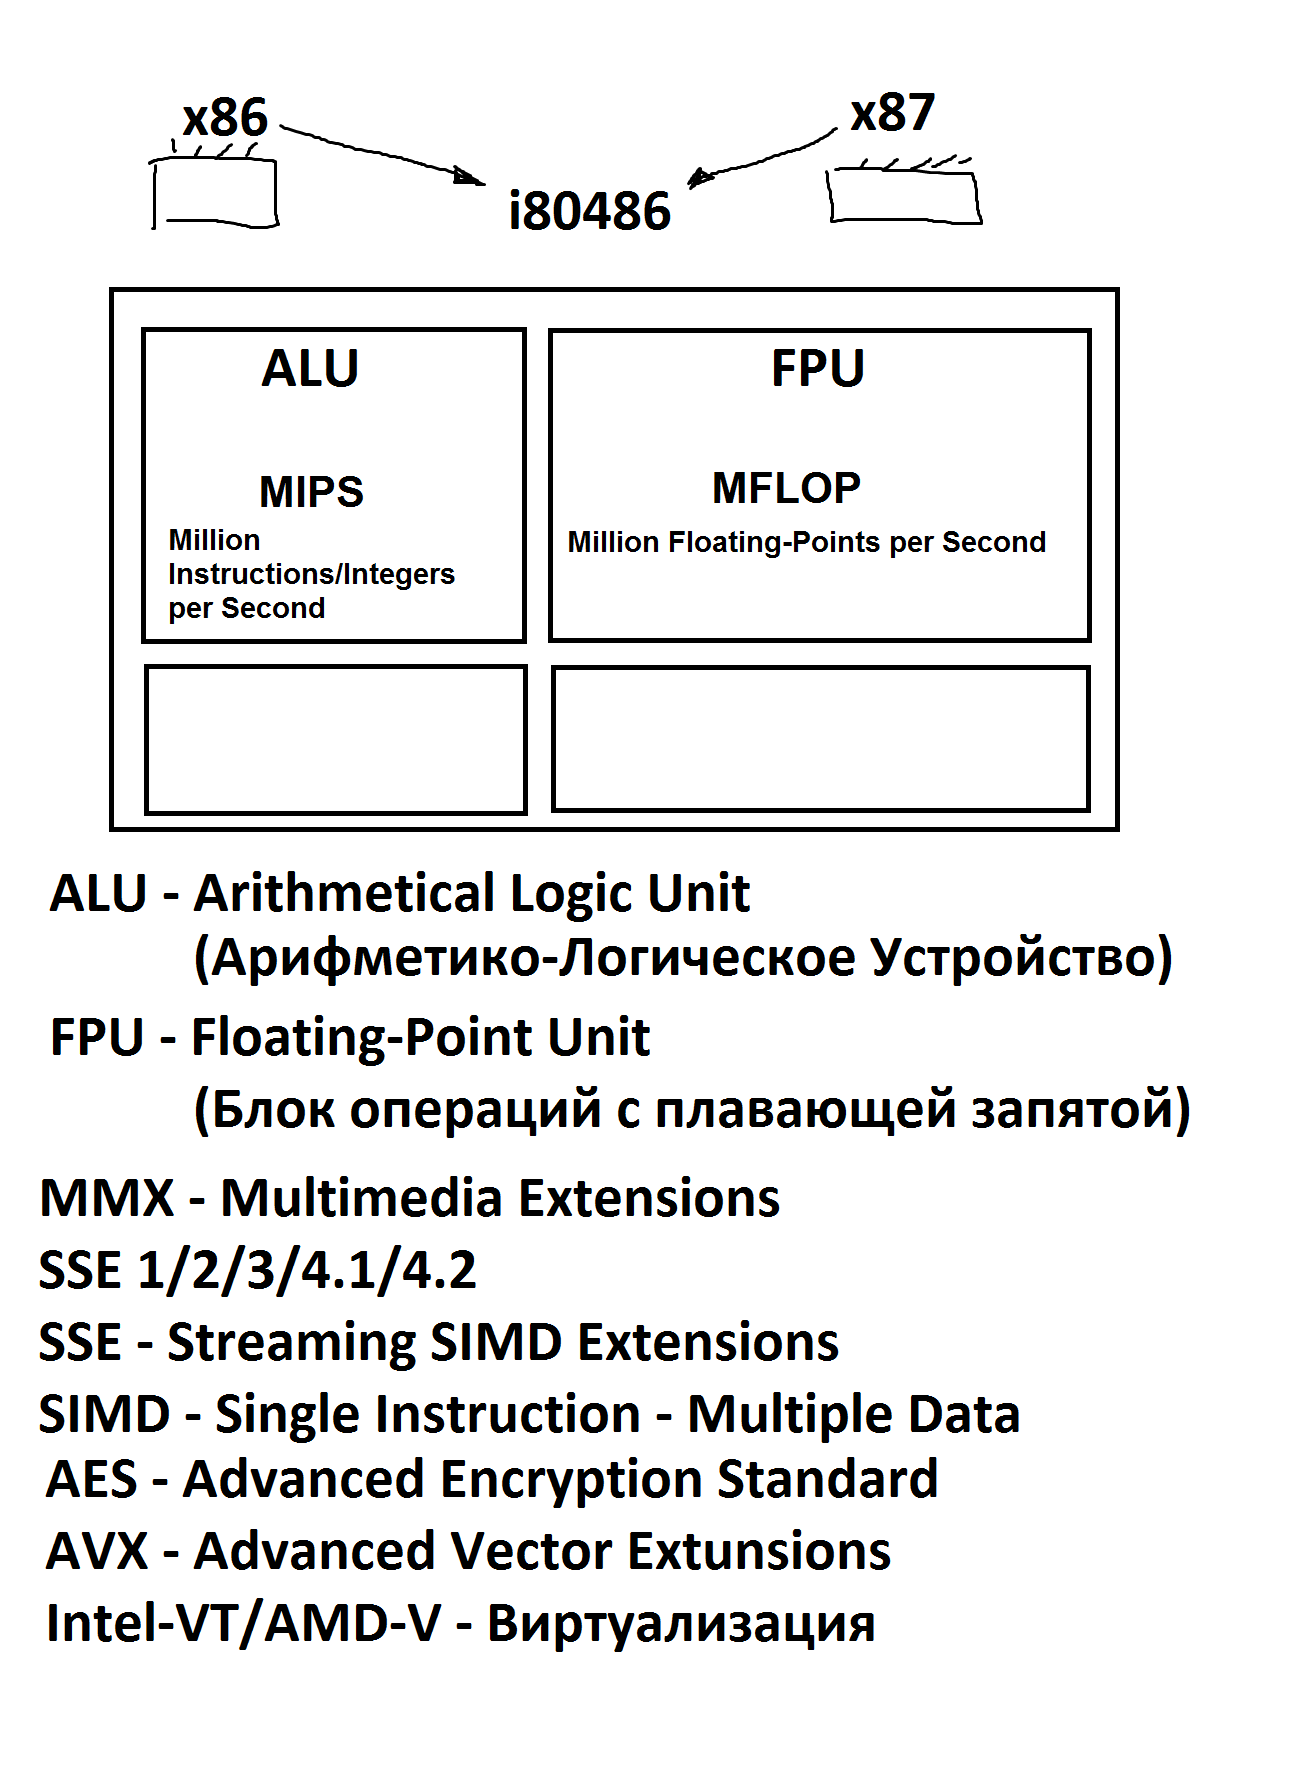 x86
x87
i80486
ALU
FPU
MIPS
MFLOP
Million
Instructions/Integers
per Second
Million Floating-Points per Second
ALU - Arithmetical Logic Unit
(Арифметико-Логическое Устройство)
FPU - Floating-Point Unit
(Блок операций с плавающей запятой)
MMX - Multimedia Extensions
SSE 1/2/3/4.1/4.2
SSE - Streaming SIMD Extensions
SIMD - Single Instruction - Multiple Data
AES - Advanced Encryption Standard
AVX - Advanced Vector Extunsions
Intel-VT/AMD-V - Виртуализация